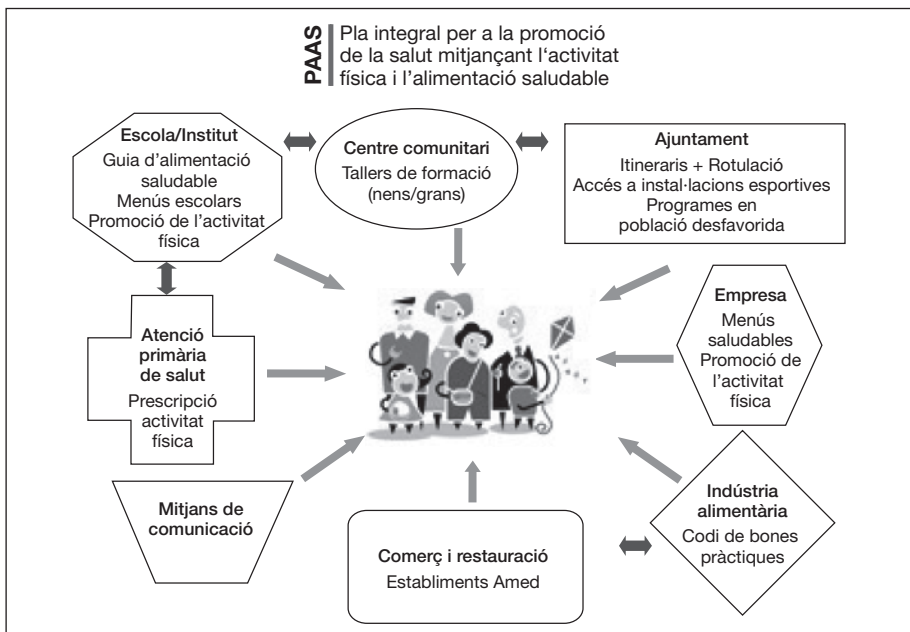 PAAS
Pla integral per a la promoció
de la salut mitjançant l‘activitat
física i l’alimentació saludable
Escola/Institut
Guia d’alimentació
saludable
Menús escolars
Promoció de l’activitat
física
Centre comunitari
Tallers de formació
(nens/grans)
Ajuntament
Itineraris + Rotulació
Accés a instal·lacions esportives
Programes en
població desfavorida
Atenció
primària
de salut
Prescripció
activitat
física
Empresa
Menús
saludables
Promoció de
l’activitat
física
Mitjans de
comunicació
Comerç i restauració
Establiments Amed
Indústria
alimentària
Codi de bones
pràctiques